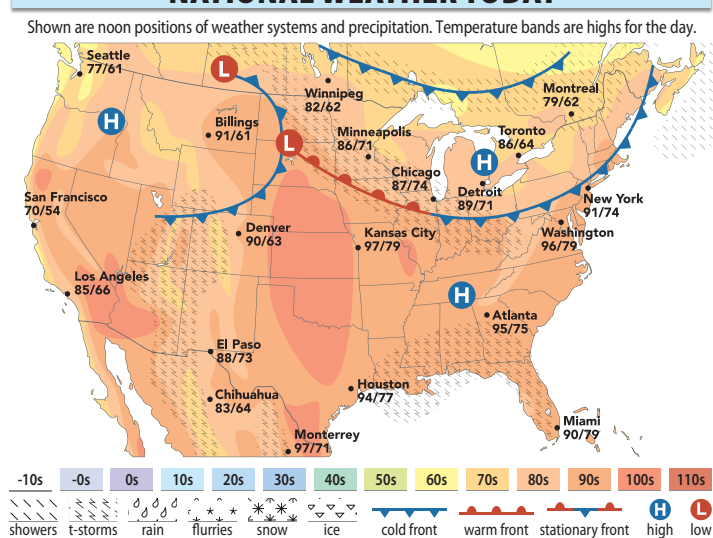 NATIONAL WEATHER TODAY
Shown are noon positions of weather systems and precipitation. Temperature bands are highs for the day.
Seattle
77/61
Winnipeg
82/62
Montreal
79/62
Billings
91/61
Minneapolis
86/71
Toronto
86/64
Chicago
87/74
Detroit
89/71
San Francisco
70/54
New York
91/74
Denver
90/63
Kansas City
97/79
Washington
96/79
Los Angeles
85/66
Atlanta
95/75
El Paso
88/73
Houston
94/77
Chihuahua
83/64
Miami
90/79
Monterrey
97/71
L
L
H
H
H
-10s -0s 0s 10s 20s 30s 40s 50s 60s 70s 80s 90s 100s 110s
H L
showers t-storms rain flurries snow ice cold front warm front stationary front high low